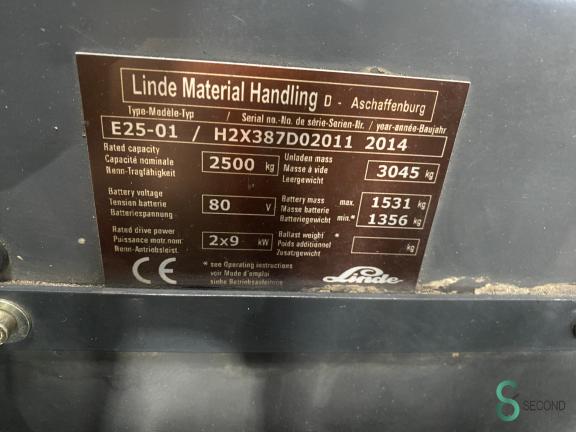 Linde Material Handling D - Aschaffenburg
Type-Modèle-Typ / Serial no.-No. de série-Serien-Nr. / year-année-Baujahr
E25-01 / H2X387D02011 2014
Rated capacity
Capacité nominale 2500 kg
Nenn-Tragfähigkeit
Unladen mass
Masse à vide 3045 kg
Leergewicht
Battery voltage
Tension batterie 80 V
Batteriespannung
Battery mass max. 1531 kg
Masse batterie
Batteriegewicht min.* 1356 kg
Rated drive power
Puissance motr.nom. 2x9 kW
Nenn-Antriebsleist.
Ballast weight *
Poids additionnel kg
Zusatzgewicht
CE
* see Operating instructions
voir Mode d'emploi
siehe Betriebsanleitung
Linde
SECOND